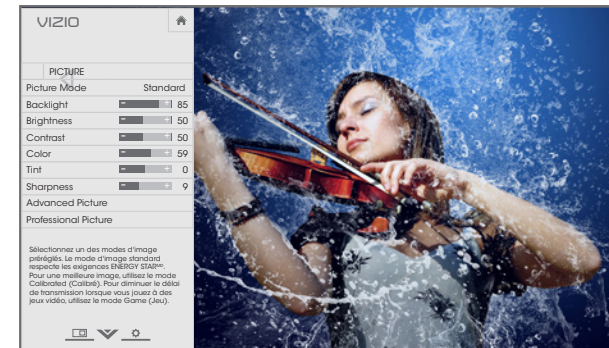 VIZIO
PICTURE
Picture Mode Standard
Backlight 85
Brightness 50
Contrast 50
Color 59
Tint 0
Sharpness 9
Advanced Picture
Professional Picture
Sélectionnez un des modes d'image
préréglés. Le mode d'image standard
respecte les exigences ENERGY STARᴹᴰ.
Pour une meilleure image, utilisez le mode
Calibrated (Calibré). Pour diminuer le délai
de transmission lorsque vous jouez à des
jeux vidéo, utilisez le mode Game (Jeu).